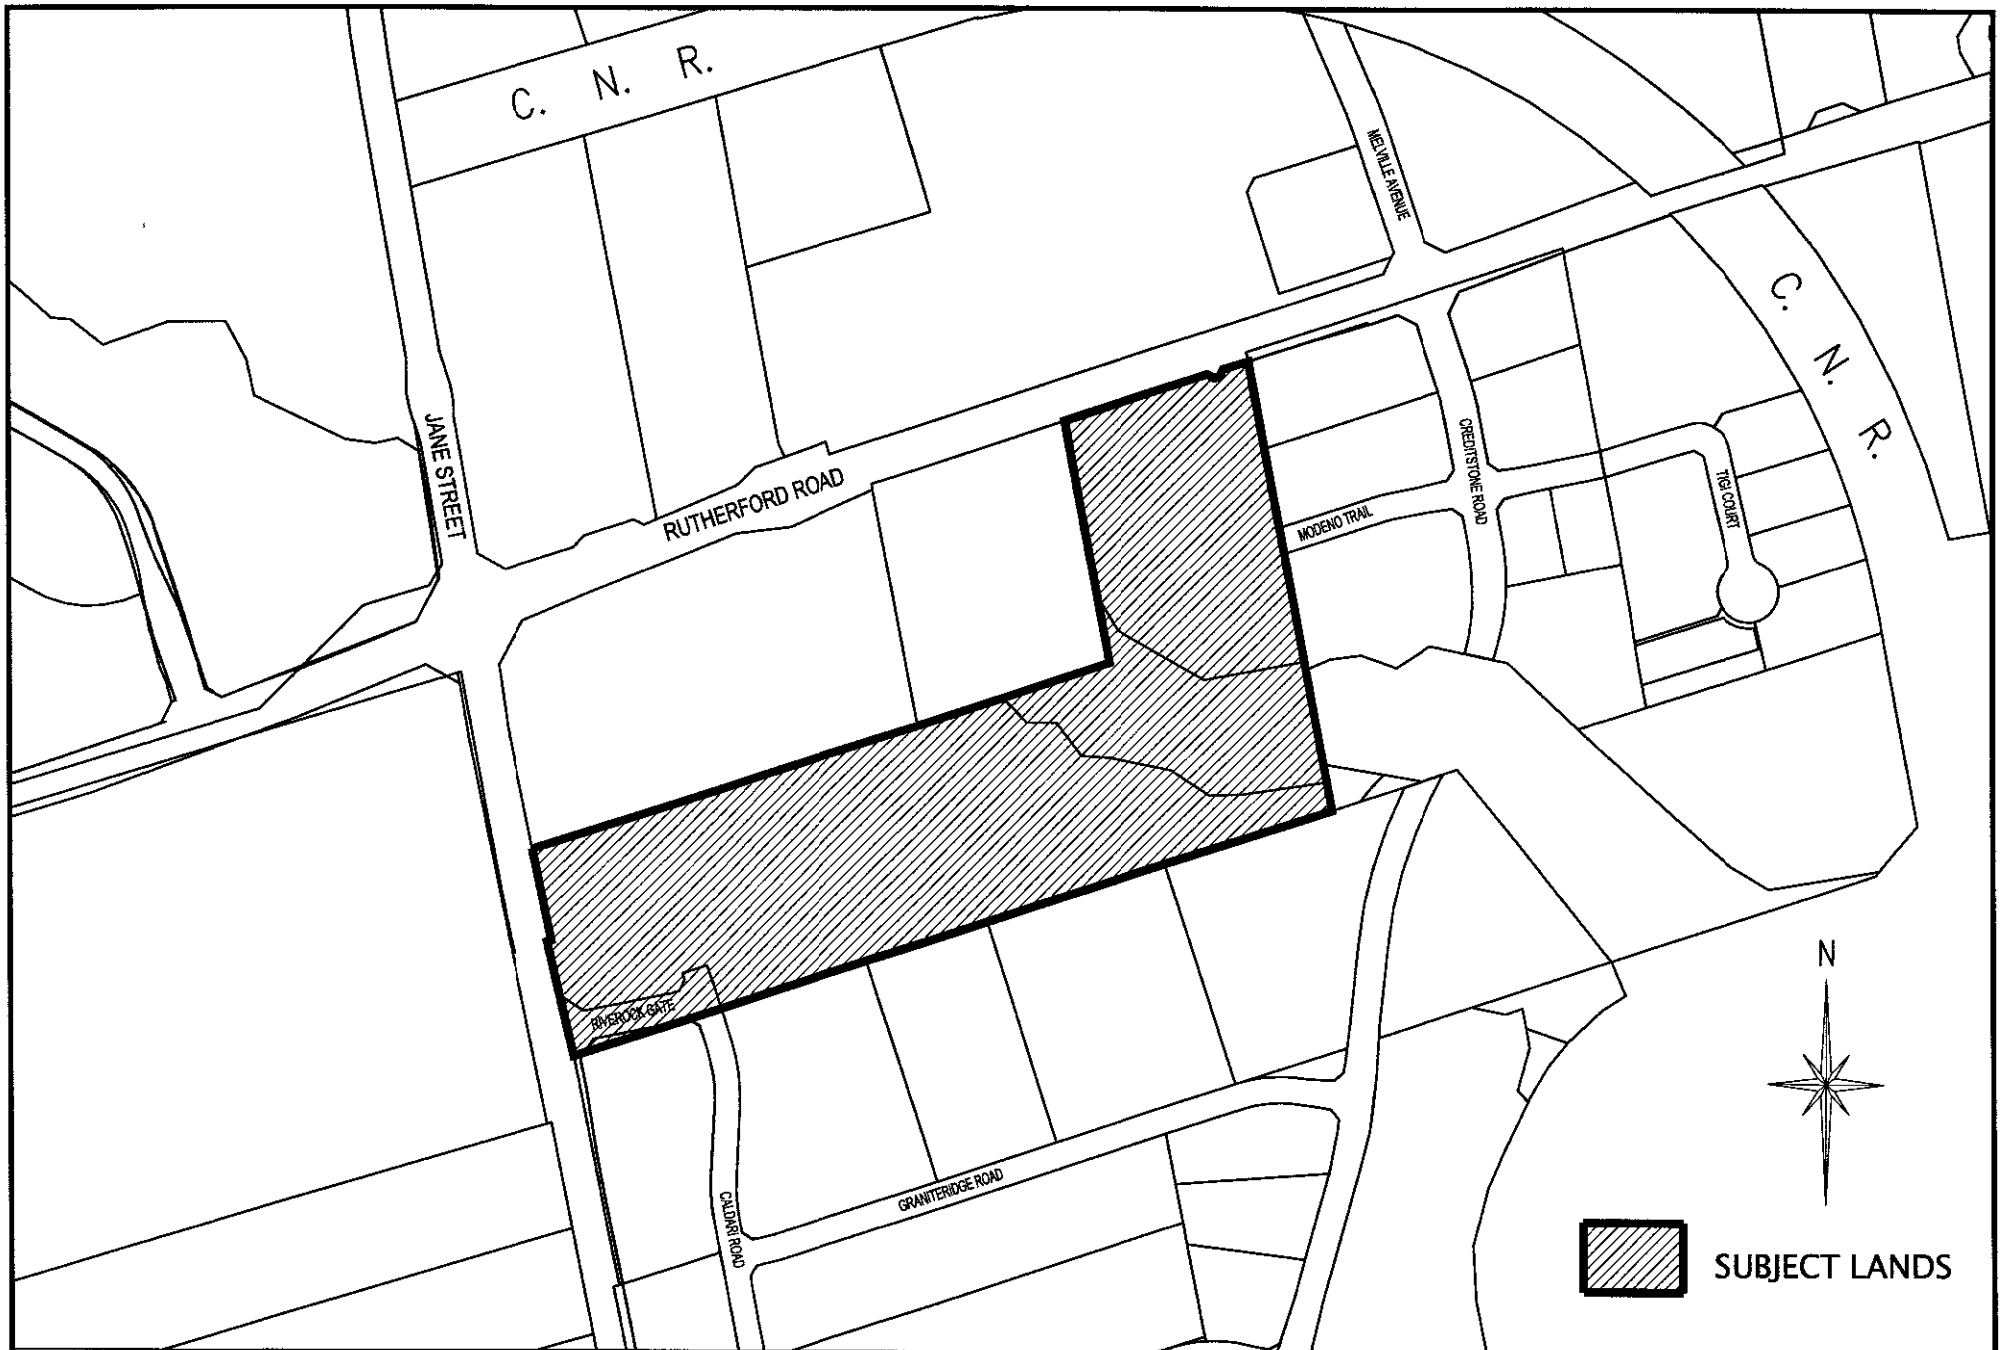 C. N. R.
MELVILLE AVENUE
C. N. R.
JANE STREET
RUTHERFORD ROAD
CREDITSTONE ROAD
MODENO TRAIL
TIGI COURT
RIVEROCK GATE
N
CALDARI ROAD
GRANITERIDGE ROAD
SUBJECT LANDS